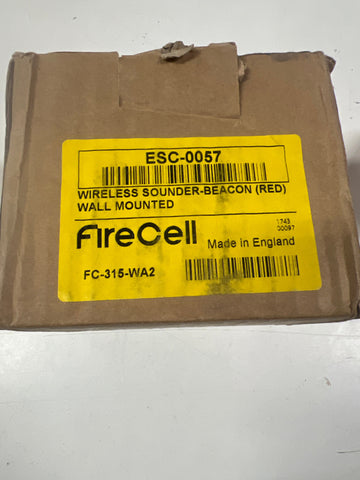 ESC-0057
WIRELESS SOUNDER-BEACON (RED)
WALL MOUNTED
FireCell
Made in England
1743
00097
FC-315-WA2